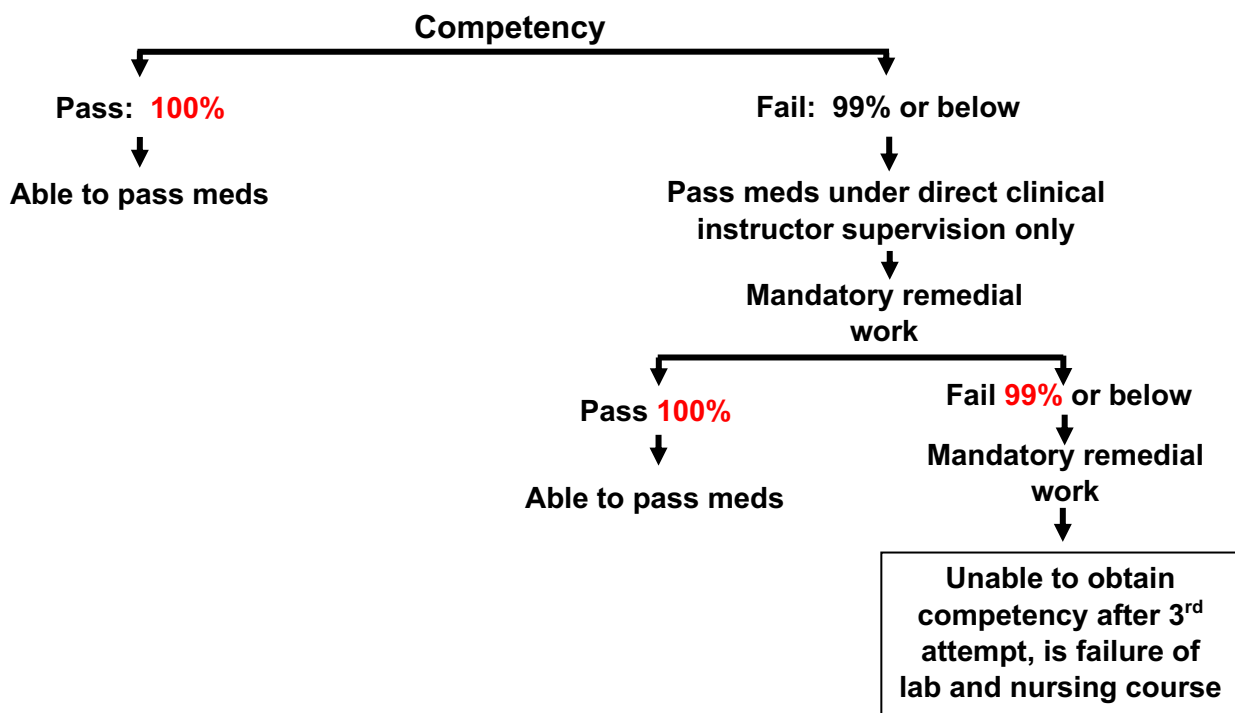 Competency
Pass: 100%
Fail: 99% or below
Able to pass meds
Pass meds under direct clinical
instructor supervision only
Mandatory remedial
work
Pass 100%
Fail 99% or below
Able to pass meds
Mandatory remedial
work
Unable to obtain
competency after 3rd
attempt, is failure of
lab and nursing course